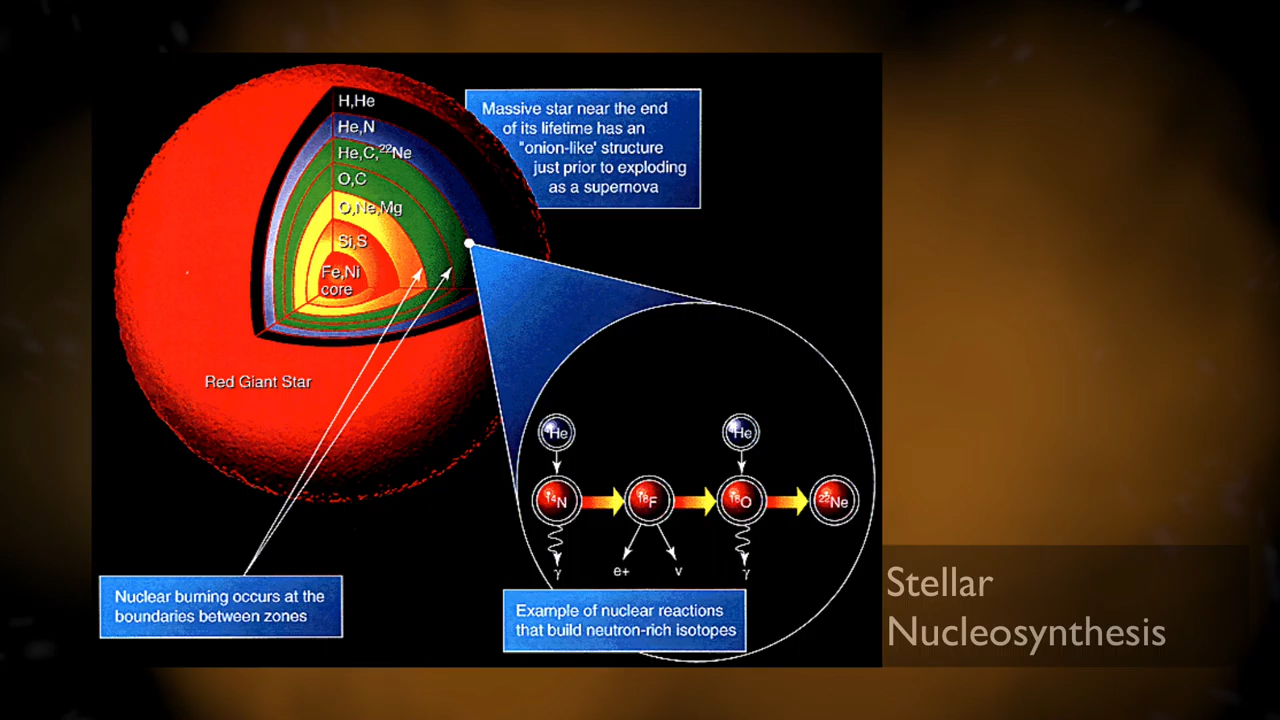 H,He
He,N
He,C,²²Ne
O,C
O,Ne,Mg
Si,S
Fe,Ni
core
Red Giant Star
Massive star near the end
of its lifetime has an
"onion-like' structure
just prior to exploding
as a supernova
Nuclear burning occurs at the
boundaries between zones
⁴He
⁴He
¹⁴N
¹⁸F
¹⁸O
²²Ne
γ
e+
ν
γ
Example of nuclear reactions
that build neutron-rich isotopes
Stellar
Nucleosynthesis